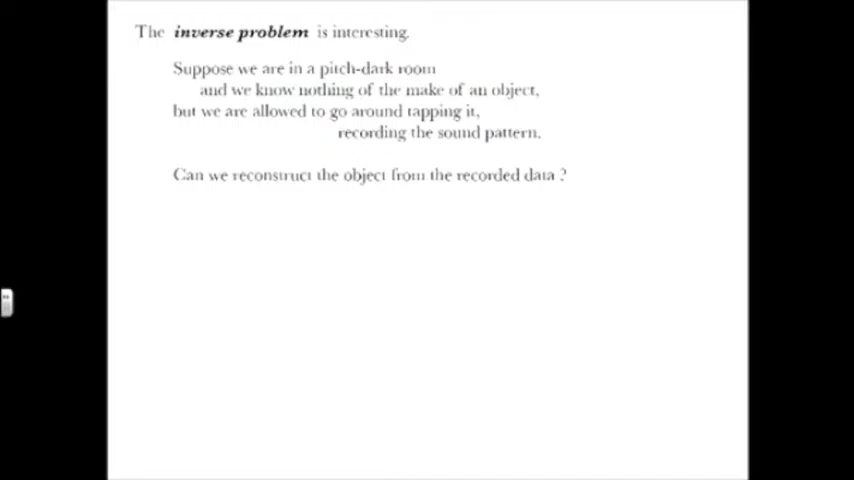 The inverse problem is interesting.
Suppose we are in a pitch-dark room
and we know nothing of the make of an object,
but we are allowed to go around tapping it,
recording the sound pattern.
Can we reconstruct the object from the recorded data ?